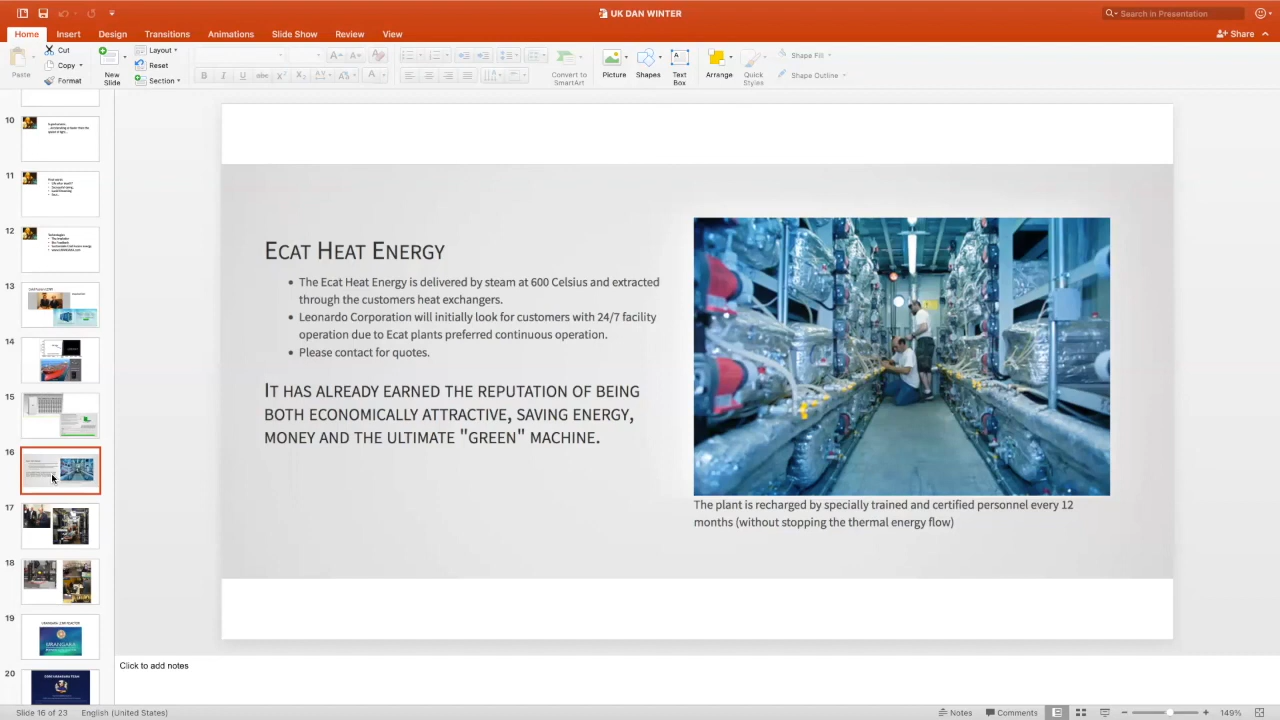 UK DAN WINTER
Search in Presentation
Home Insert Design Transitions Animations Slide Show Review View
Share
Paste
Cut
Copy
Format
New
Slide
Layout
Reset
Section
Convert to
SmartArt
Picture
Shapes
Text
Box
Arrange
Quick
Styles
Shape Fill
Shape Outline
10
11
12
13
14
15
16
17
18
19
20
ECAT HEAT ENERGY
• The Ecat Heat Energy is delivered by steam at 600 Celsius and extracted
through the customers heat exchangers.
• Leonardo Corporation will initially look for customers with 24/7 facility
operation due to Ecat plants preferred continuous operation.
• Please contact for quotes.
IT HAS ALREADY EARNED THE REPUTATION OF BEING
BOTH ECONOMICALLY ATTRACTIVE, SAVING ENERGY,
MONEY AND THE ULTIMATE "GREEN" MACHINE.
The plant is recharged by specially trained and certified personnel every 12
months (without stopping the thermal energy flow)
Click to add notes
Slide 16 of 23 English (United States)
Notes Comments 149%